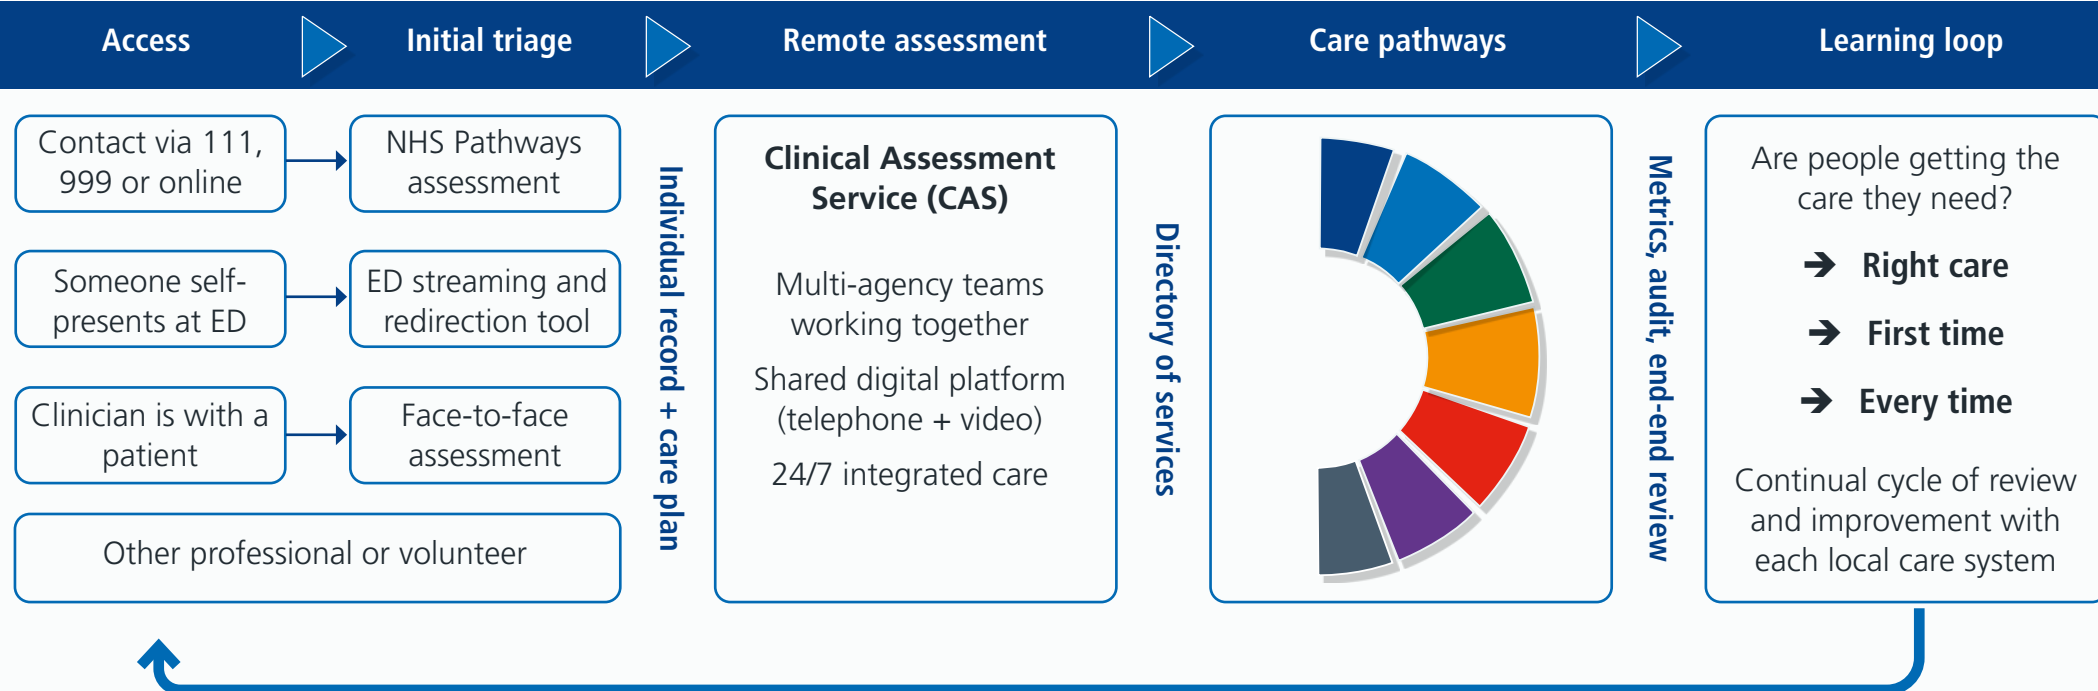 Access
Initial triage
Remote assessment
Care pathways
Learning loop
Contact via 111,
999 or online
NHS Pathways
assessment
Someone self-
presents at ED
ED streaming and
redirection tool
Clinician is with a
patient
Face-to-face
assessment
Other professional or volunteer
Individual record + care plan
Clinical Assessment
Service (CAS)
Multi-agency teams
working together
Shared digital platform
(telephone + video)
24/7 integrated care
Directory of services
Metrics, audit, end-end review
Are people getting the
care they need?
➔ Right care
➔ First time
➔ Every time
Continual cycle of review
and improvement with
each local care system